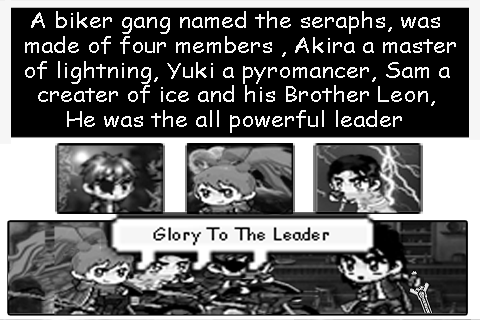 A biker gang named the seraphs, was
made of four members , Akira a master
of lightning, Yuki a pyromancer, Sam a
creater of ice and his Brother Leon,
He was the all powerful leader
Glory To The Leader